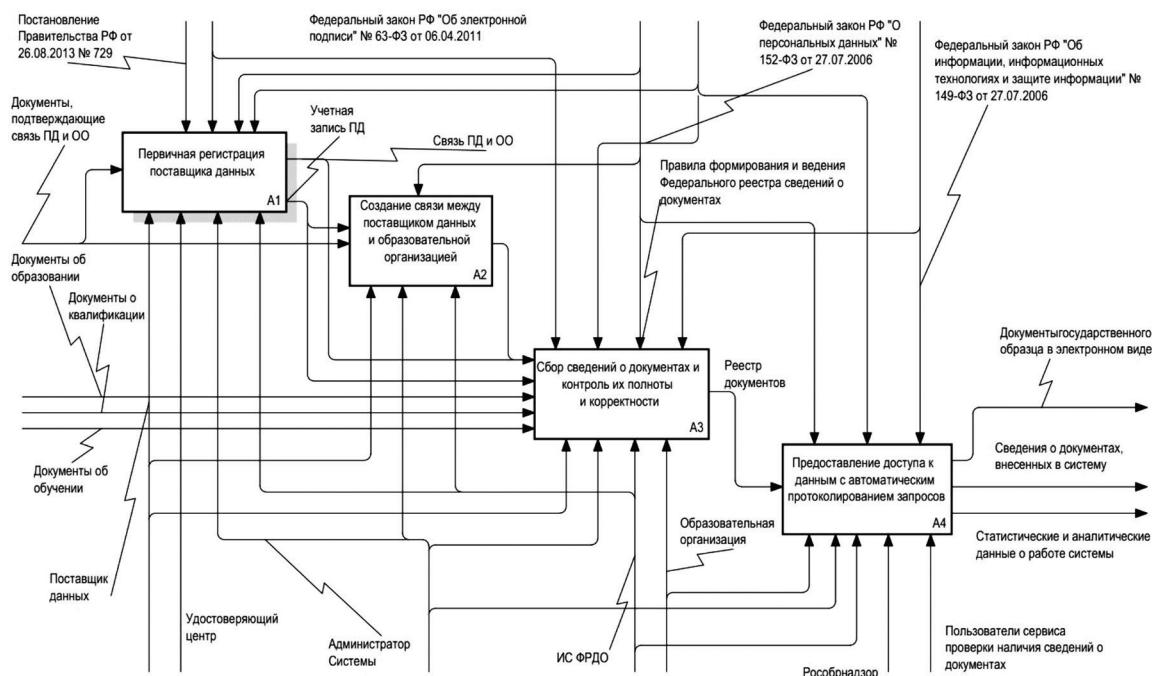 Постановление
Правительства РФ от
26.08.2013 № 729
Федеральный закон РФ "Об электронной
подписи" № 63-ФЗ от 06.04.2011
Федеральный закон РФ "О
персональных данных" №
152-ФЗ от 27.07.2006
Федеральный закон РФ "Об
информации, информационных
технологиях и защите информации" №
149-ФЗ от 27.07.2006
Документы,
подтверждающие
связь ПД и ОО
Учетная
запись ПД
Связь ПД и ОО
Первичная регистрация
поставщика данных
A1
Правила формирования и ведения
Федерального реестра сведений о
документах
Создание связи между
поставщиком данных
и образовательной
организацией
A2
Документы об
образовании
Документы о
квалификации
Документыгосударственного
образца в электронном виде
Сбор сведений о документах и
контроль их полноты
и корректности
A3
Реестр
документов
Документы об
обучении
Предоставление доступа к
данным с автоматическим
протоколированием запросов
A4
Сведения о документах,
внесенных в систему
Статистические и аналитические
данные о работе системы
Образовательная
организация
Поставщик
данных
Удостоверяющий
центр
Администратор
Системы
ИС ФРДО
Рособрнадзор
Пользователи сервиса
проверки наличия сведений о
документах